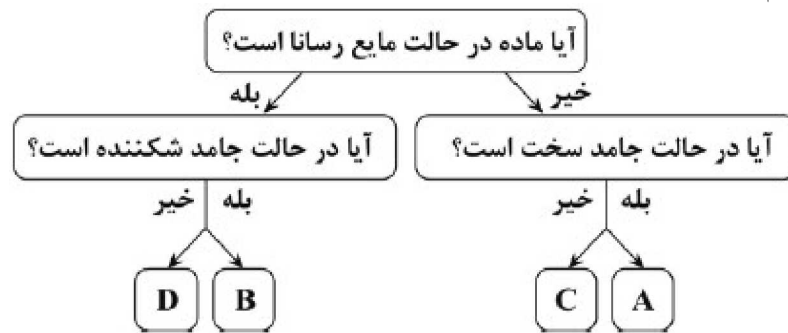 آیا ماده در حالت مایع رسانا است؟
خیر
بله
آیا در حالت جامد سخت است؟
آیا در حالت جامد شکننده است؟
بله
خیر
بله
خیر
A
C
B
D